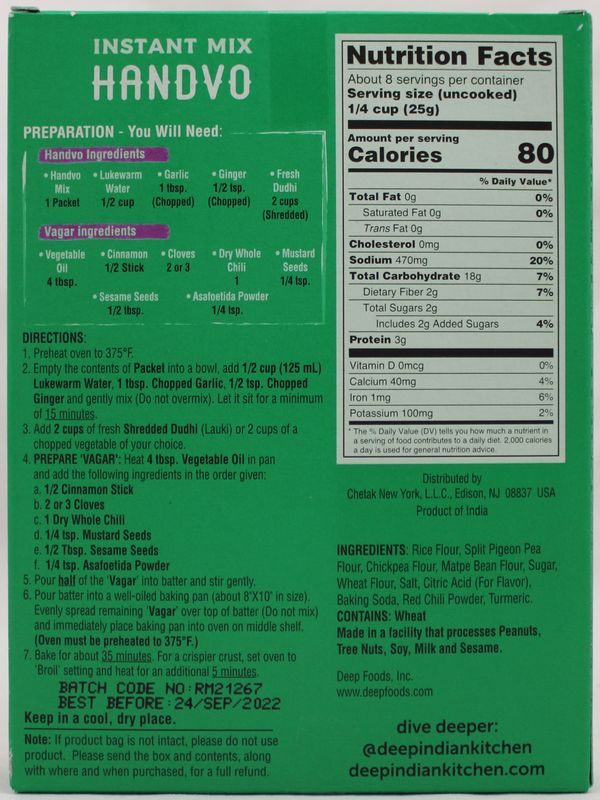 INSTANT MIX
HANDVO
PREPARATION - You Will Need:
Handvo Ingredients
• Handvo Mix 1 Packet
• Lukewarm Water 1/2 cup
• Garlic 1 tbsp. (Chopped)
• Ginger 1/2 tsp. (Chopped)
• Fresh Dudhi 2 cups (Shredded)
Vagar ingredients
• Vegetable Oil 4 tbsp.
• Cinnamon 1/2 Stick
• Cloves 2 or 3
• Dry Whole Chili 1
• Mustard Seeds 1/4 tsp.
• Sesame Seeds 1/2 tbsp.
• Asafoetida Powder 1/4 tsp.
DIRECTIONS:
1. Preheat oven to 375°F.
2. Empty the contents of Packet into a bowl, add 1/2 cup (125 mL)
Lukewarm Water, 1 tbsp. Chopped Garlic, 1/2 tsp. Chopped
Ginger and gently mix (Do not overmix). Let it sit for a minimum
of 15 minutes.
3. Add 2 cups of fresh Shredded Dudhi (Lauki) or 2 cups of a
chopped vegetable of your choice.
4. PREPARE 'VAGAR': Heat 4 tbsp. Vegetable Oil in pan
and add the following ingredients in the order given:
a. 1/2 Cinnamon Stick
b. 2 or 3 Cloves
c. 1 Dry Whole Chill
d. 1/4 tsp. Mustard Seeds
e. 1/2 Tbsp. Sesame Seeds
f. 1/4 tsp. Asafoetida Powder
5. Pour half of the 'Vagar' into batter and stir gently.
6. Pour batter into a well-oiled baking pan (about 8"X10" in size).
Evenly spread remaining 'Vagar' over top of batter (Do not mix)
and immediately place baking pan into oven on middle shelf.
(Oven must be preheated to 375°F.)
7. Bake for about 35 minutes. For a crispier crust, set oven to
'Broil' setting and heat for an additional 5 minutes.
BATCH CODE NO:RM21267
BEST BEFORE:24/SEP/2022
Keep in a cool, dry place.
Note: If product bag is not intact, please do not use
product. Please send the box and contents, along
with where and when purchased, for a full refund.
Nutrition Facts
About 8 servings per container
Serving size (uncooked)
1/4 cup (25g)
Amount per serving
Calories 80
% Daily Value*
Total Fat 0g 0%
Saturated Fat 0g 0%
Trans Fat 0g
Cholesterol 0mg 0%
Sodium 470mg 20%
Total Carbohydrate 18g 7%
Dietary Fiber 2g 7%
Total Sugars 2g
Includes 2g Added Sugars 4%
Protein 3g
Vitamin D 0mcg 0%
Calcium 40mg 4%
Iron 1mg 6%
Potassium 100mg 2%
* The % Daily Value (DV) tells you how much a nutrient in
a serving of food contributes to a daily diet. 2,000 calories
a day is used for general nutrition advice.
Distributed by
Chetak New York, L.L.C., Edison, NJ 08837 USA
Product of India
INGREDIENTS: Rice Flour, Split Pigeon Pea
Flour, Chickpea Flour, Matpe Bean Flour, Sugar,
Wheat Flour, Salt, Citric Acid (For Flavor),
Baking Soda, Red Chili Powder, Turmeric.
CONTAINS: Wheat
Made in a facility that processes Peanuts,
Tree Nuts, Soy, Milk and Sesame.
Deep Foods, Inc.
www.deepfoods.com
dive deeper:
@deepindiankitchen
deepindiankitchen.com